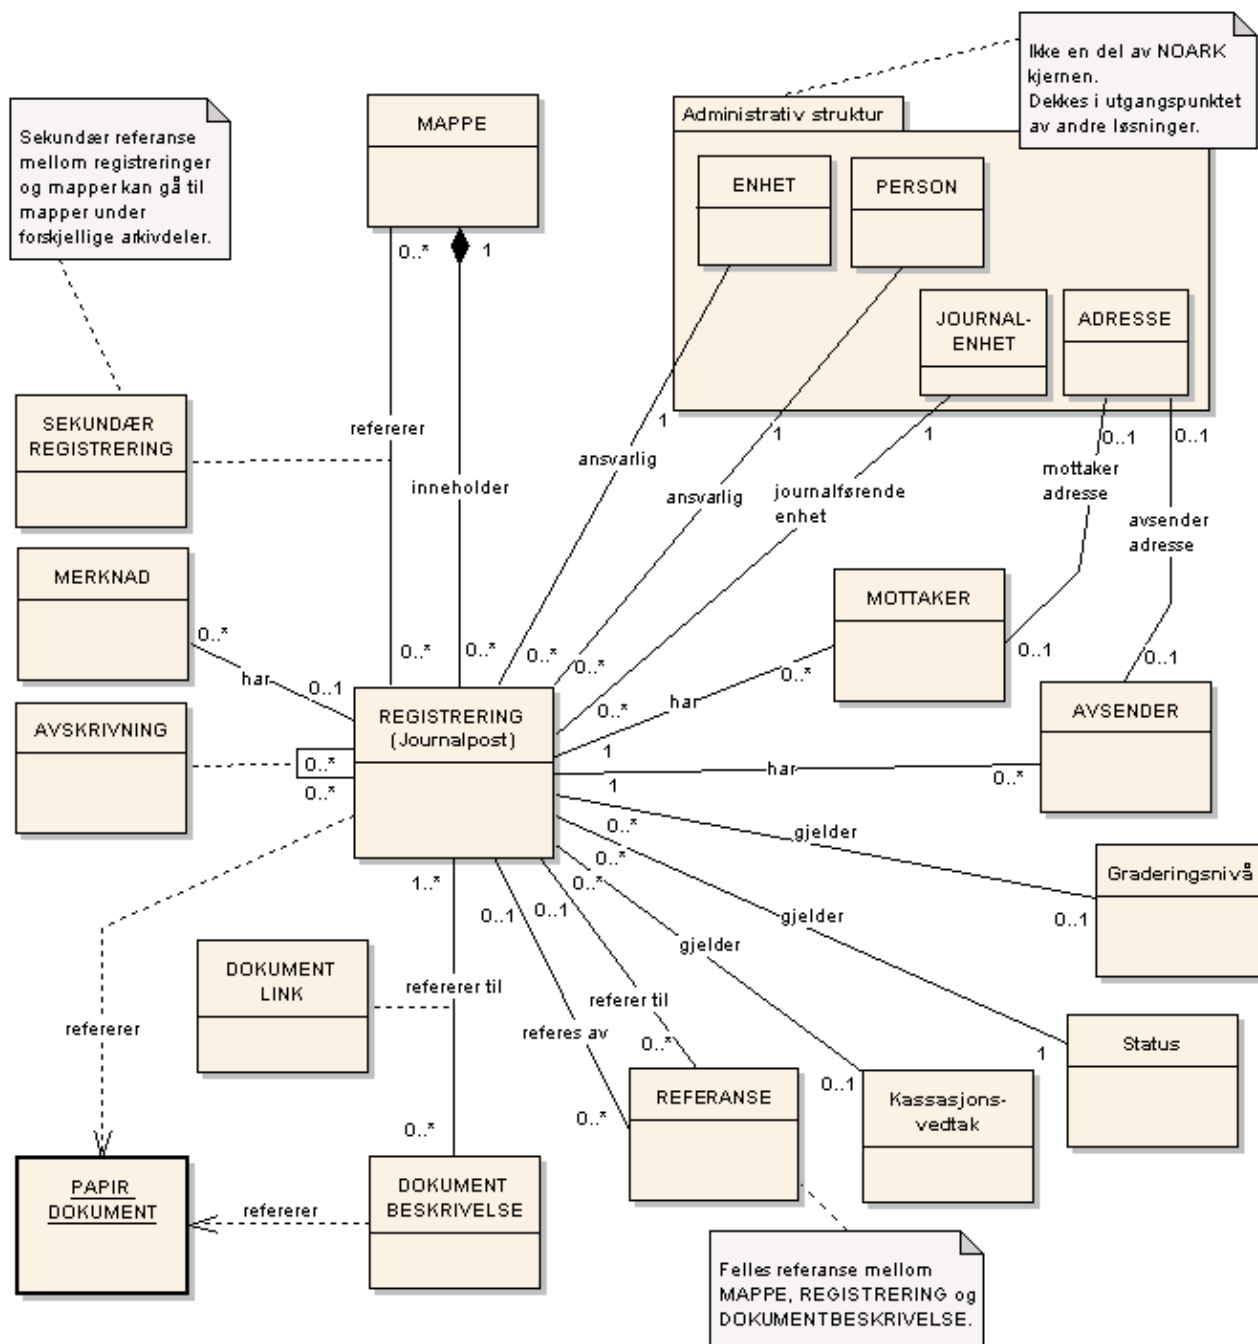 Ikke en del av NOARK
kjernen.
Dekkes i utgangspunktet
av andre løsninger.
Sekundær referanse
mellom registreringer
og mapper kan gå til
mapper under
forskjellige arkivdeler.
MAPPE
Administrativ struktur
ENHET
PERSON
JOURNAL-
ENHET
ADRESSE
0..*
1
SEKUNDÆR
REGISTRERING
refererer
inneholder
1
ansvarlig
1
ansvarlig
1
journalførende
enhet
0..1
0..1
mottaker
adresse
avsender
adresse
MERKNAD
0..*
har
0..1
0..*
0..*
0..*
0..*
0..*
MOTTAKER
0..1
0..*
har
1
0..1
AVSENDER
AVSKRIVNING
0..*
0..*
REGISTRERING
(Journalpost)
1
har
0..*
0..*
gjelder
Graderingsnivå
0..1
0..*
gjelder
0..*
gjelder
1..*
0..1
0..1
DOKUMENT
LINK
refererer til
referes av
referer til
refererer
0..*
0..*
0..*
1
Status
0..1
Kassasjons-
vedtak
REFERANSE
PAPIR
DOKUMENT
refererer
DOKUMENT
BESKRIVELSE
Felles referanse mellom
MAPPE, REGISTRERING og
DOKUMENTBESKRIVELSE.